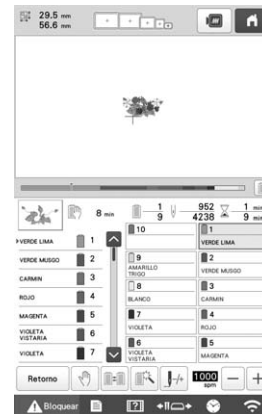 29.5 mm
56.6 mm
8 min
1
9
952
4238
1 min
9 min
VERDE LIMA 1
VERDE MUSGO 2
CARMIN 3
ROJO 4
MAGENTA 5
VIOLETA VISTARIA 6
VIOLETA 7
10
1
VERDE LIMA
9
AMARILLO TRIGO
2
VERDE MUSGO
8
BLANCO
3
CARMIN
7
VIOLETA
4
ROJO
6
VIOLETA VISTARIA
5
MAGENTA
Retorno
1000 spm
- +
Bloquear
?